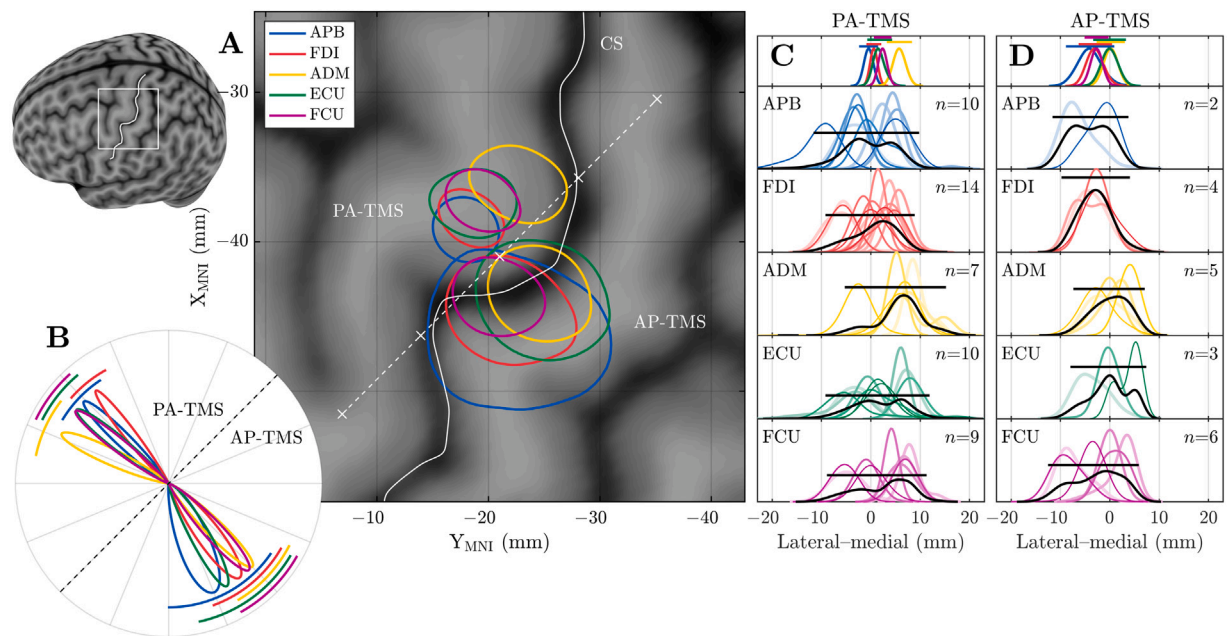 A
APB
FDI
ADM
ECU
FCU
CS
PA-TMS
AP-TMS
−30
−40
X_MNI (mm)
−10
−20
−30
−40
Y_MNI (mm)
B
PA-TMS
AP-TMS
PA-TMS
C
APB
n=10
FDI
n=14
ADM
n=7
ECU
n=10
FCU
n=9
−20
−10
0
10
20
Lateral–medial (mm)
AP-TMS
D
APB
n=2
FDI
n=4
ADM
n=5
ECU
n=3
FCU
n=6
−20
−10
0
10
20
Lateral–medial (mm)